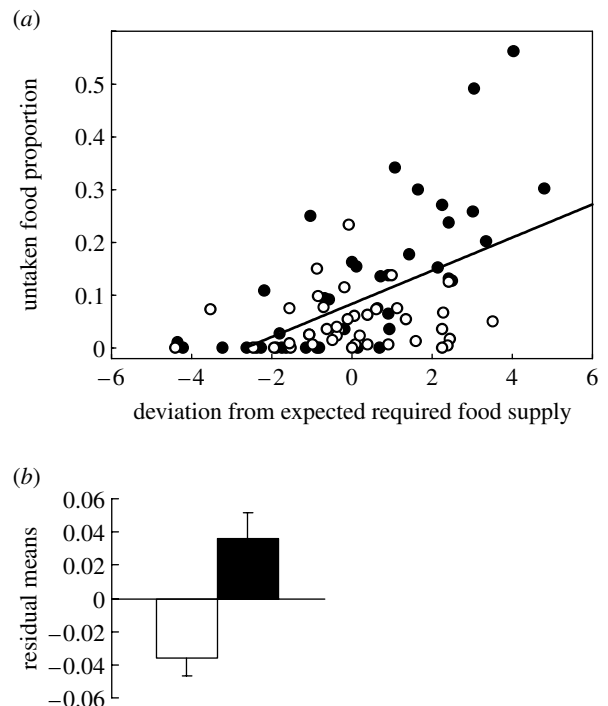 (a)
untaken food proportion
0.5
0.4
0.3
0.2
0.1
0
−6 −4 −2 0 2 4 6
deviation from expected required food supply
(b)
residual means
0.06
0.04
0.02
0
−0.02
−0.04
−0.06